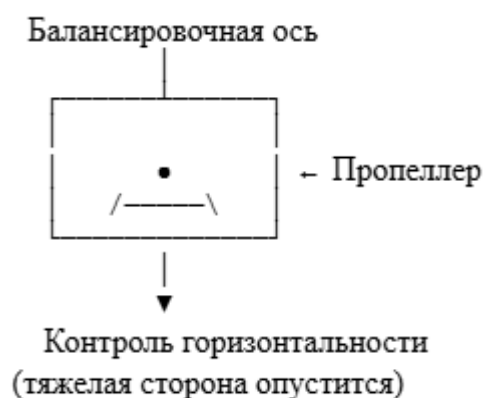 Балансировочная ось
← Пропеллер
Контроль горизонтальности
(тяжелая сторона опустится)